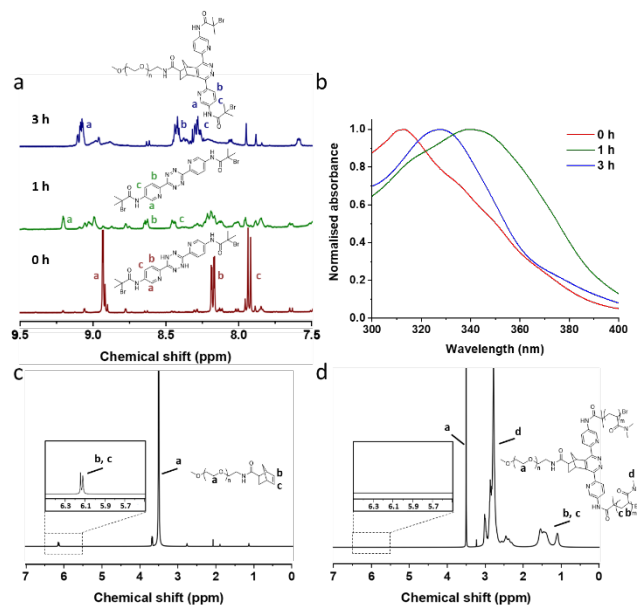 a
3 h
a
b
c
b
c
a
O
Br
HN
N
1 h
a
b
c
c
b
a
0 h
a
b
c
c
b
a
9.5 9.0 8.5 8.0 7.5
Chemical shift (ppm)
b
Normalised absorbance
1.0
0.8
0.6
0.4
0.2
0.0
0 h
1 h
3 h
300 320 340 360 380 400
Wavelength (nm)
c
b, c
6.3 6.1 5.9 5.7
a
a
b
c
7 6 5 4 3 2 1 0
Chemical shift (ppm)
d
6.3 6.1 5.9 5.7
a
d
a
b, c
d
c b
7 6 5 4 3 2 1 0
Chemical shift (ppm)